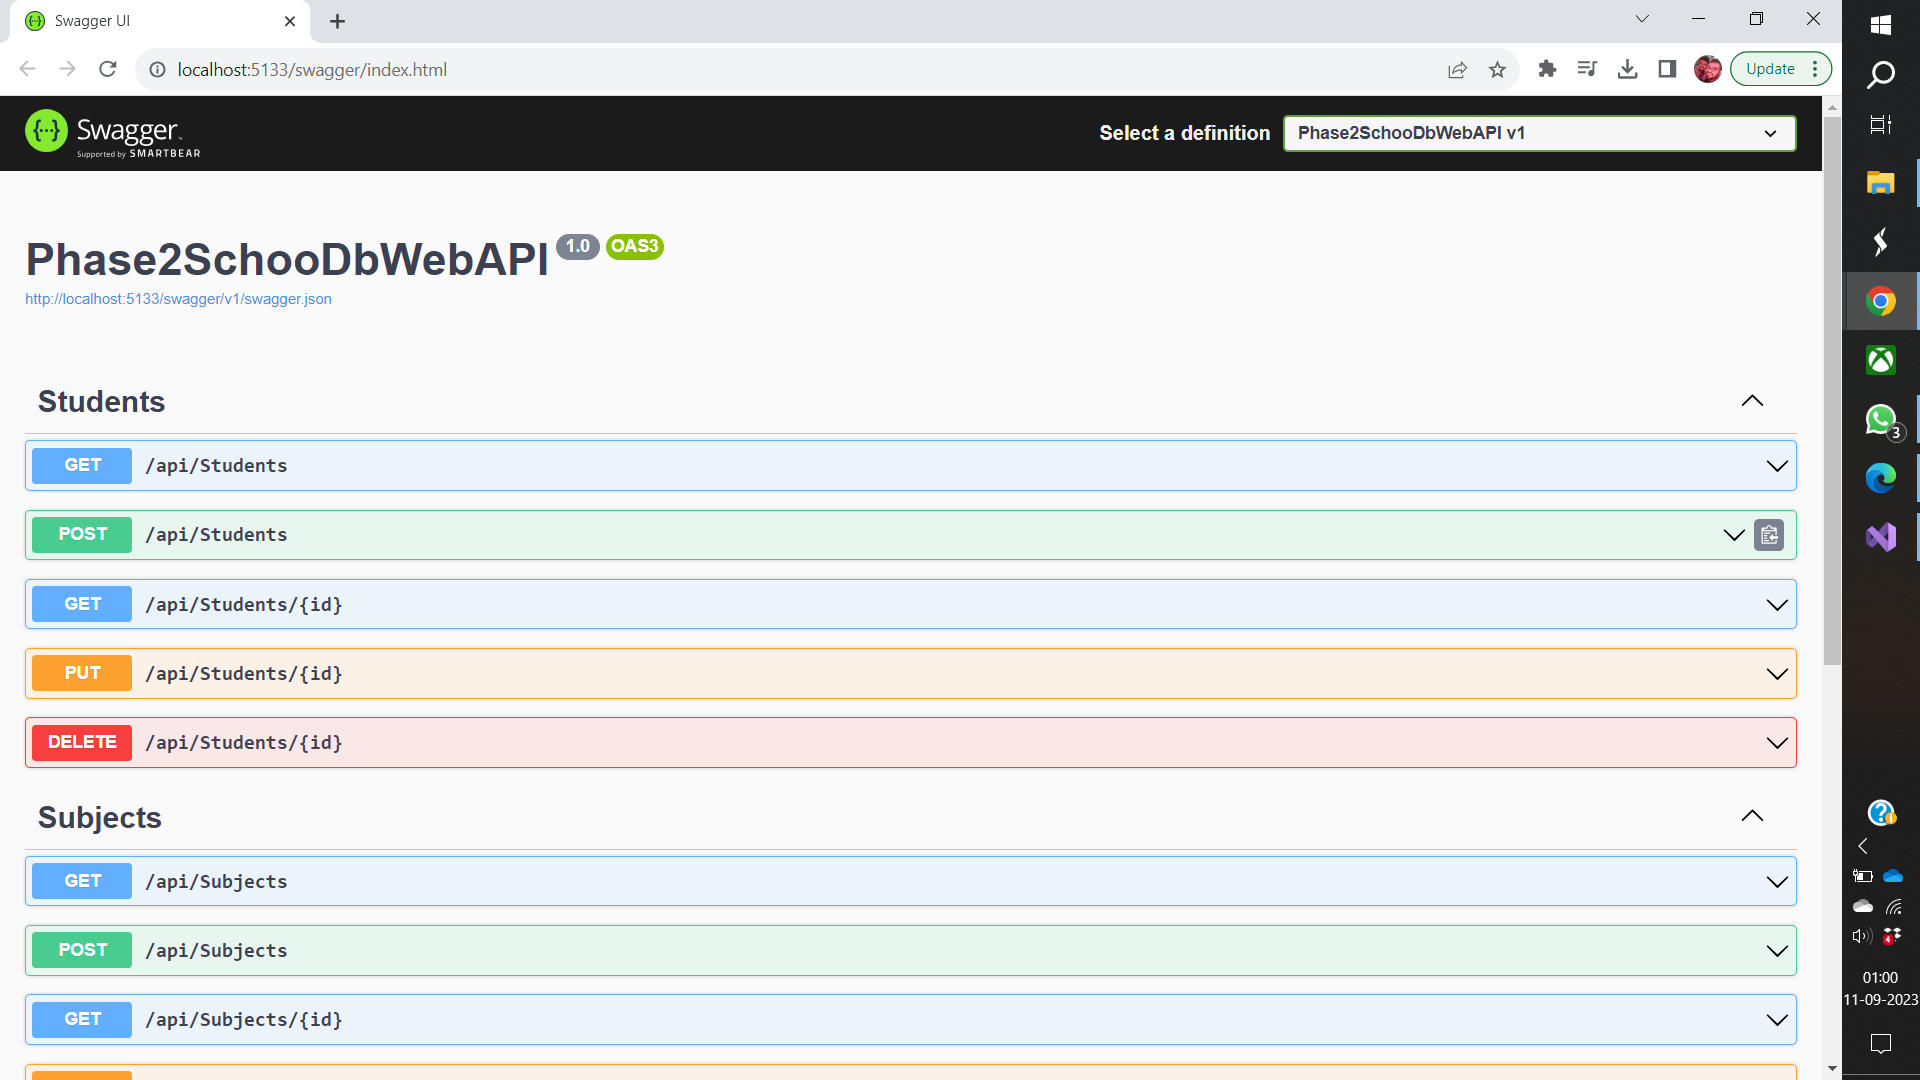 Swagger UI
localhost:5133/swagger/index.html
Update
Swagger
Supported by SMARTBEAR
Select a definition
Phase2SchooDbWebAPI v1
Phase2SchooDbWebAPI 1.0 OAS3
http://localhost:5133/swagger/v1/swagger.json
Students
GET /api/Students
POST /api/Students
GET /api/Students/{id}
PUT /api/Students/{id}
DELETE /api/Students/{id}
Subjects
GET /api/Subjects
POST /api/Subjects
GET /api/Subjects/{id}
3
4
01:00
11-09-2023